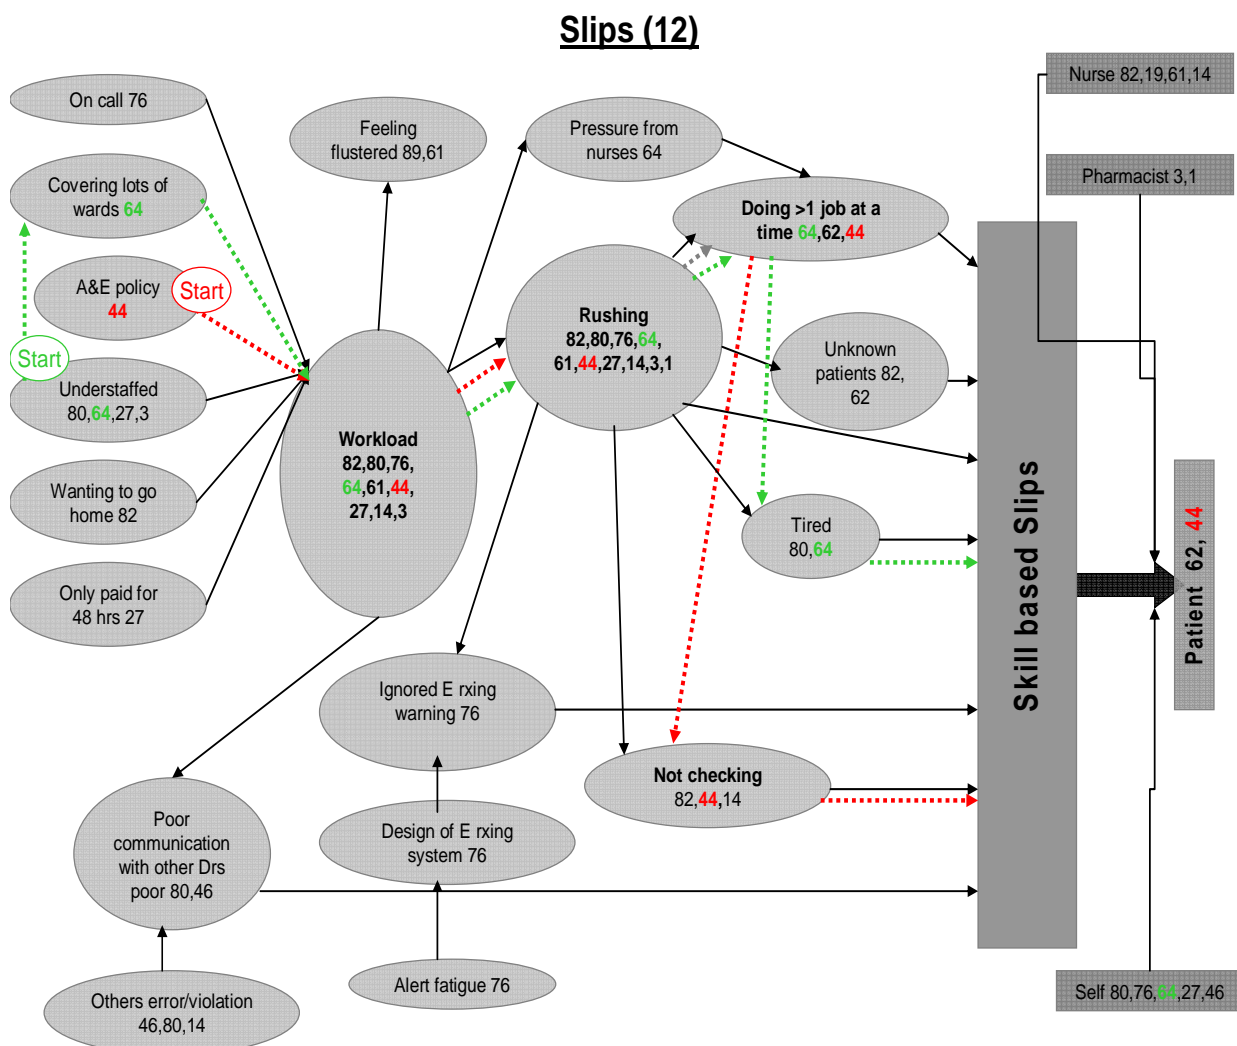 Slips (12)
On call 76
Covering lots of
wards 64
A&E policy
44
Start
Start
Understaffed
80,64,27,3
Wanting to go
home 82
Only paid for
48 hrs 27
Feeling
flustered 89,61
Workload
82,80,76,
64,61,44,
27,14,3
Pressure from
nurses 64
Doing >1 job at a
time 64,62,44
Rushing
82,80,76,64,
61,44,27,14,3,1
Unknown
patients 82,
62
Tired
80,64
Ignored E rxing
warning 76
Not checking
82,44,14
Design of E rxing
system 76
Alert fatigue 76
Poor
communication
with other Drs
poor 80,46
Others error/violation
46,80,14
Skill based Slips
Nurse 82,19,61,14
Pharmacist 3,1
Patient 62, 44
Self 80,76,64,27,46